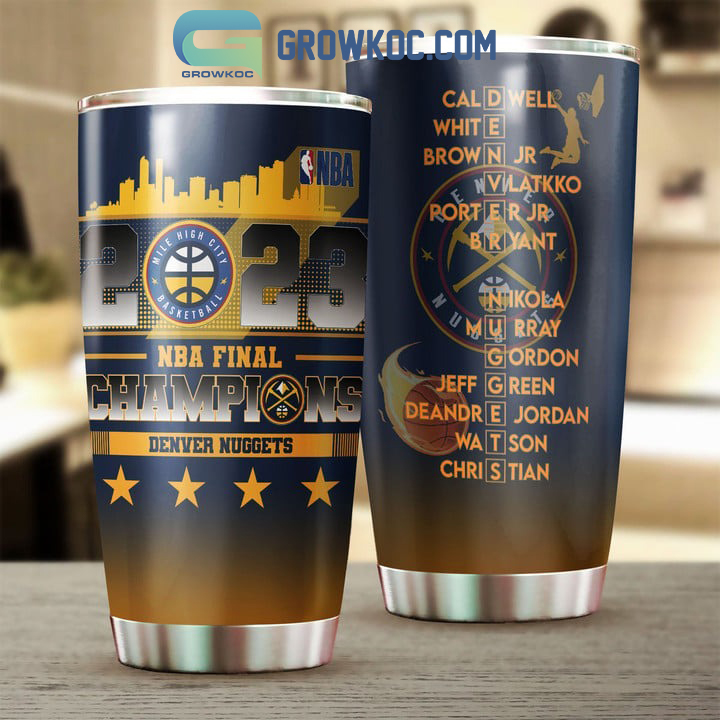 GROWKOC
GROWKOC.COM
NBA
2023
MILE HIGH CITY
BASKETBALL
NBA FINAL
CHAMPIONS
DENVER NUGGETS
CALDWELL
WHITE
BROWN JR
VLATKKO
PORTER JR
BRYANT
NIKOLA
MURRAY
GORDON
JEFF GREEN
DEANDRE JORDAN
WATSON
CHRISTIAN
DENVER
NUGGETS